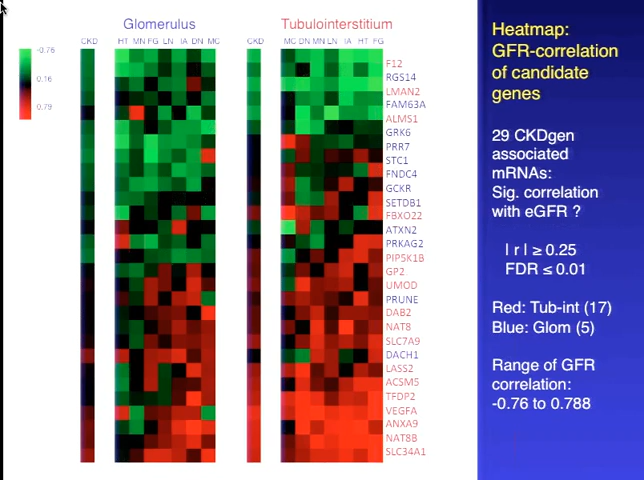 Glomerulus
Tubulointerstitium
CKD
HT MN FG LN IA DN MC
CKD
MC DN MN LN IA HT FG
-0.76
0.16
0.79
F12
RGS14
LMAN2
FAM63A
ALMS1
GRK6
PRR7
STC1
FNDC4
GCKR
SETDB1
FBXO22
ATXN2
PRKAG2
PIP5K1B
GP2
UMOD
PRUNE
DAB2
NAT8
SLC7A9
DACH1
LASS2
ACSM5
TFDP2
VEGFA
ANXA9
NAT8B
SLC34A1
Heatmap:
GFR-correlation
of candidate
genes
29 CKDgen
associated
mRNAs:
Sig. correlation
with eGFR ?
| r | ≥ 0.25
FDR ≤ 0.01
Red: Tub-int (17)
Blue: Glom (5)
Range of GFR
correlation:
-0.76 to 0.788